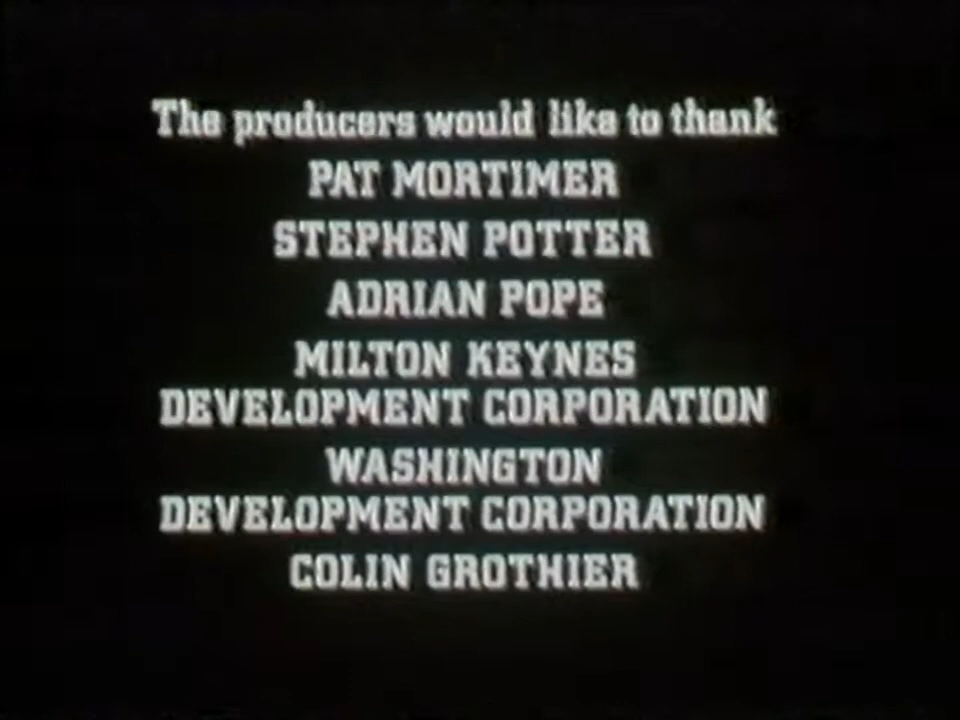 The producers would like to thank
PAT MORTIMER
STEPHEN POTTER
ADRIAN POPE
MILTON KEYNES
DEVELOPMENT CORPORATION
WASHINGTON
DEVELOPMENT CORPORATION
COLIN GROTHIER